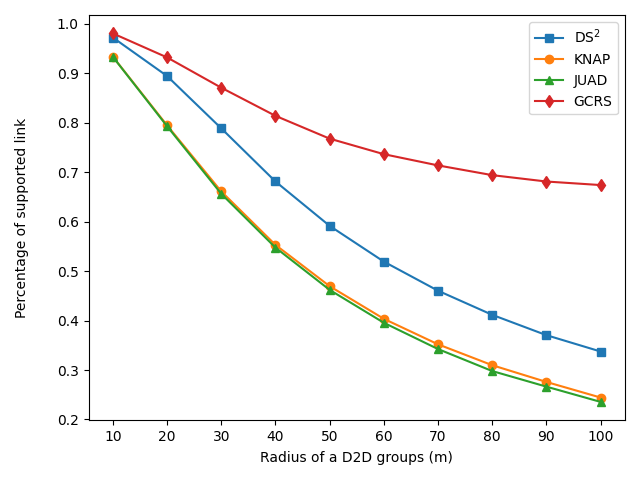 1.0
0.9
0.8
0.7
0.6
0.5
0.4
0.3
0.2
Percentage of supported link
10 20 30 40 50 60 70 80 90 100
Radius of a D2D groups (m)
DS²
KNAP
JUAD
GCRS